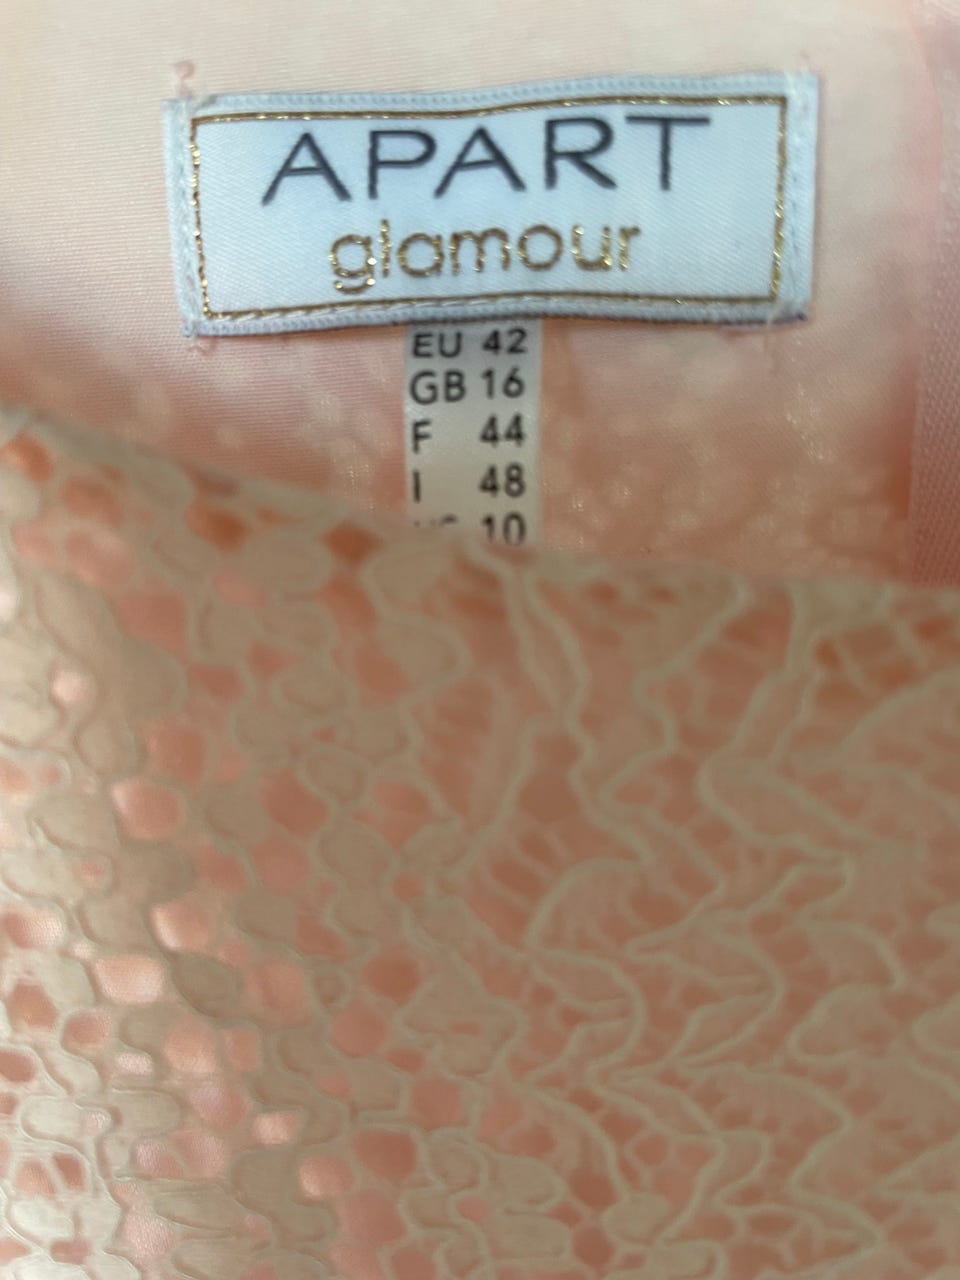 APART
glamour
EU 42
GB 16
F 44
I 48
10